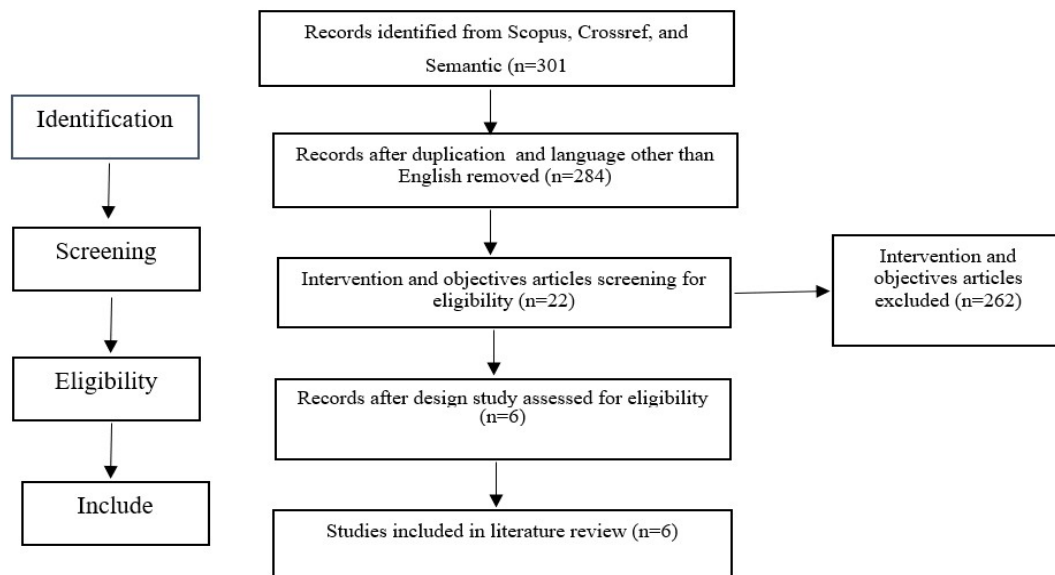 Records identified from Scopus, Crossref, and
Semantic (n=301
Identification
Records after duplication and language other than
English removed (n=284)
Screening
Intervention and objectives articles screening for
eligibility (n=22)
Intervention and
objectives articles
excluded (n=262)
Eligibility
Records after design study assessed for eligibility
(n=6)
Include
Studies included in literature review (n=6)